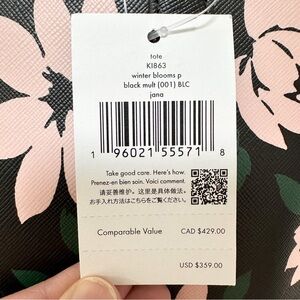 tote
K1863
winter blooms p
black mult (001) BLC
jana
1 96021 55571 8
Take good care. Here's how.
Prenez-en bien soin. Voici comment.
请妥善维护。这里是具体做法。
お手入れ方法はこちらをご覧ください。
Comparable Value CAD $429.00
USD $359.00